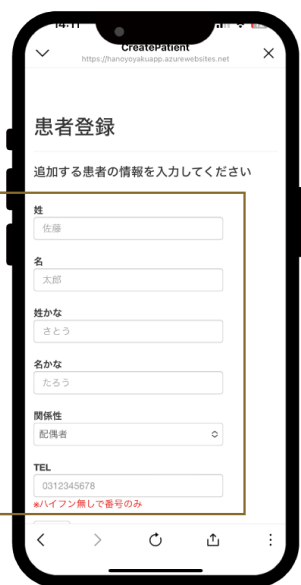 14:11
CreatePatient
https://hanoyoyakuapp.azurewebsites.net
患者登録
追加する患者の情報を入力してください
姓
佐藤
名
太郎
姓かな
さとう
名かな
たろう
関係性
配偶者
TEL
0312345678
※ハイフン無しで番号のみ